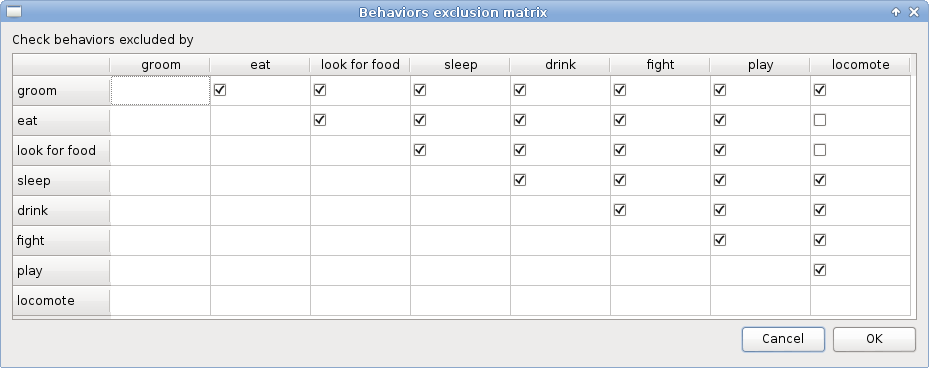 Behaviors exclusion matrix
Check behaviors excluded by
groom eat look for food sleep drink fight play locomote
groom
eat
look for food
sleep
drink
fight
play
locomote
Cancel OK